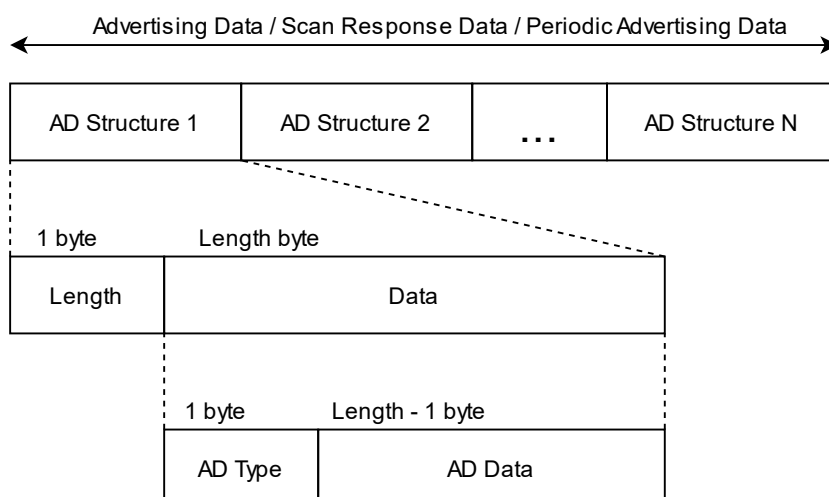 Advertising Data / Scan Response Data / Periodic Advertising Data
AD Structure 1 AD Structure 2 ... AD Structure N
1 byte Length byte
Length Data
1 byte Length - 1 byte
AD Type AD Data